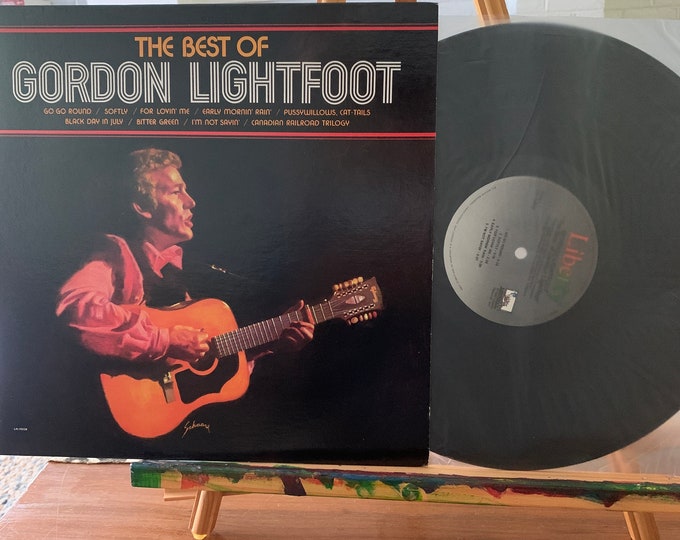 THE BEST OF
GORDON LIGHTFOOT
GO GO ROUND / SOFTLY / FOR LOVIN' ME / EARLY MORNIN' RAIN' / PUSSYWILLOWS, CAT-TAILS
BLACK DAY IN JULY / BITTER GREEN / I'M NOT SAYIN' / CANADIAN RAILROAD TRILOGY
Liberty